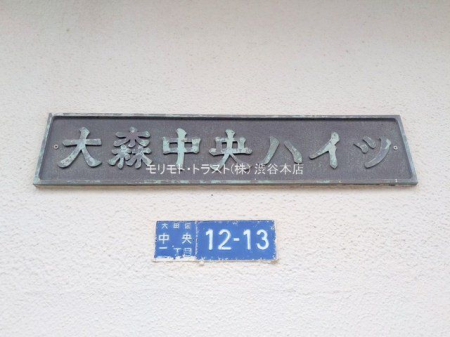 大森中央ハイツ
モリモト・トラスト(株) 渋谷本店
大田区
中央
一丁目
12-13